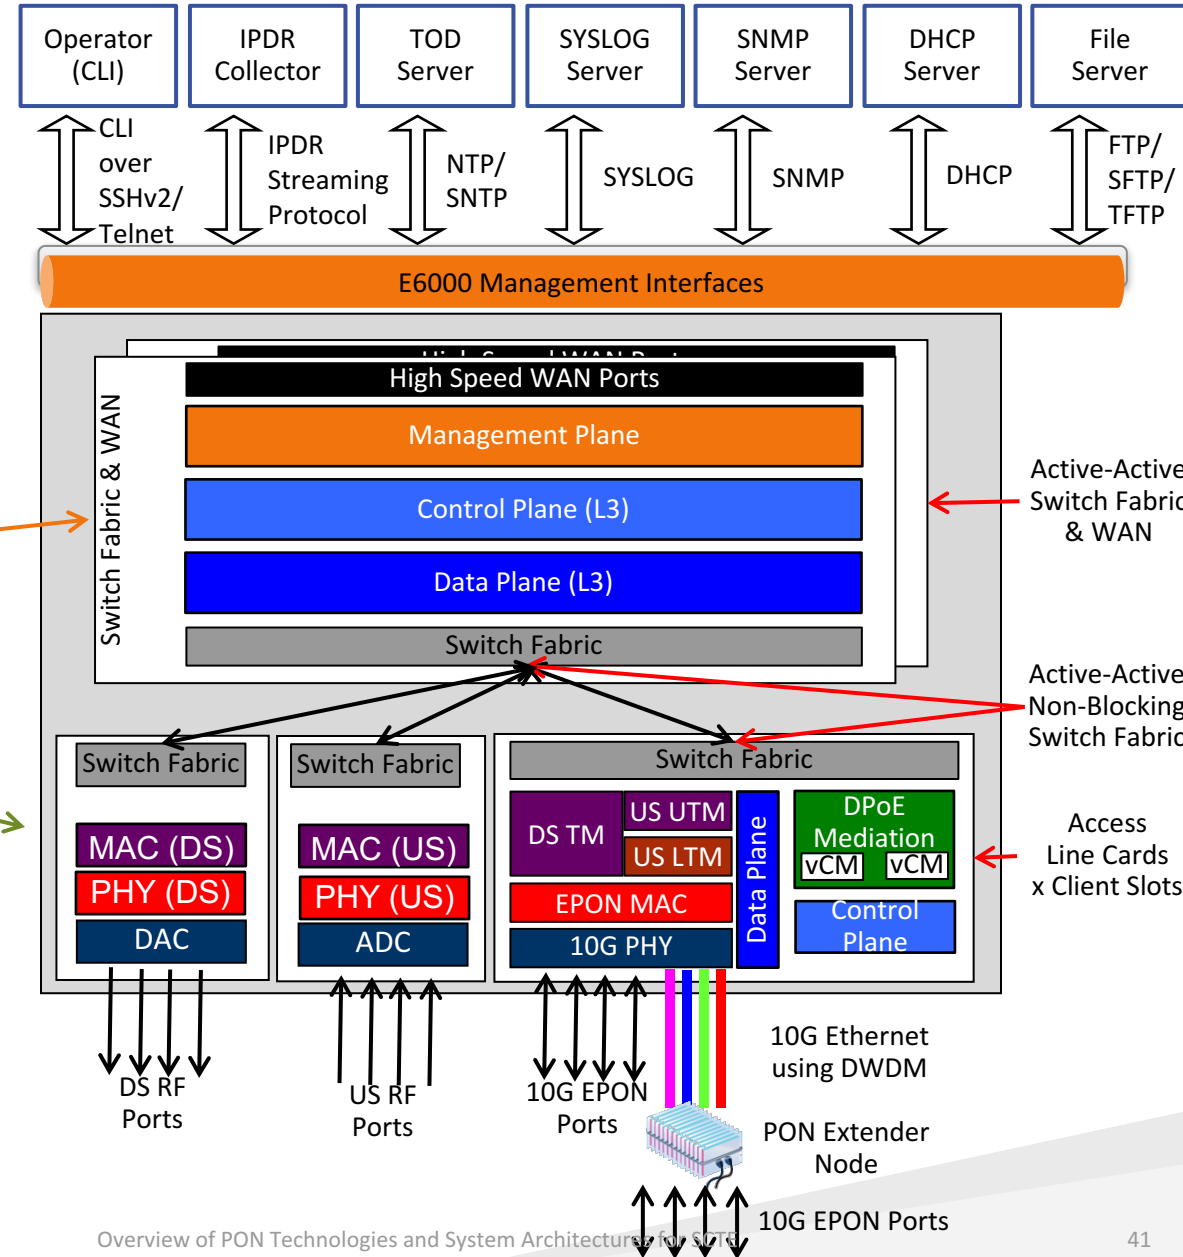 Operator
(CLI)
IPDR
Collector
TOD
Server
SYSLOG
Server
SNMP
Server
DHCP
Server
File
Server
CLI
over
SSHv2/
Telnet
IPDR
Streaming
Protocol
NTP/
SNTP
SYSLOG
SNMP
DHCP
FTP/
SFTP/
TFTP
E6000 Management Interfaces
High Speed WAN Ports
High Speed WAN Ports
Switch Fabric & WAN
Management Plane
Control Plane (L3)
Data Plane (L3)
Switch Fabric
Active-Active
Switch Fabric
& WAN
Active-Active
Non-Blocking
Switch Fabric
Switch Fabric
MAC (DS)
PHY (DS)
DAC
Switch Fabric
MAC (US)
PHY (US)
ADC
Switch Fabric
DS TM
US UTM
US LTM
EPON MAC
10G PHY
Data Plane
DPoE
Mediation
vCM
vCM
Control
Plane
Access
Line Cards
x Client Slots
DS RF
Ports
US RF
Ports
10G EPON
Ports
10G Ethernet
using DWDM
PON Extender
Node
10G EPON Ports
Overview of PON Technologies and System Architectures for SCTE
41